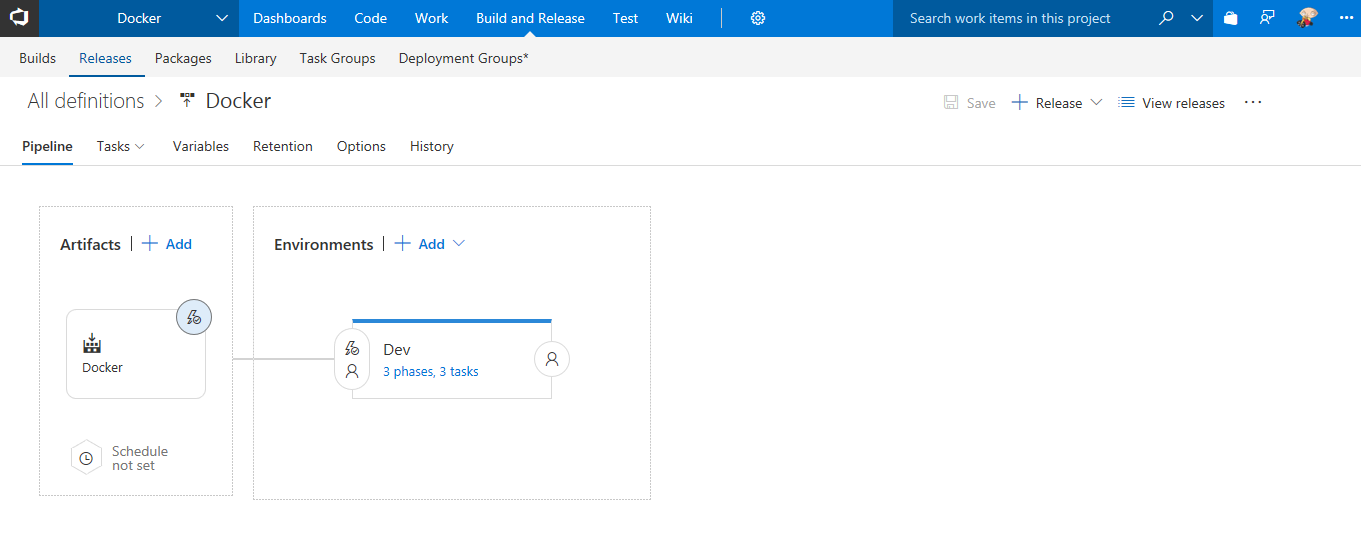 Docker Dashboards Code Work Build and Release Test Wiki Search work items in this project
Builds Releases Packages Library Task Groups Deployment Groups*
All definitions > Docker Save Release View releases ...
Pipeline Tasks Variables Retention Options History
Artifacts | + Add
Environments | + Add
Docker
Dev
3 phases, 3 tasks
Schedule
not set